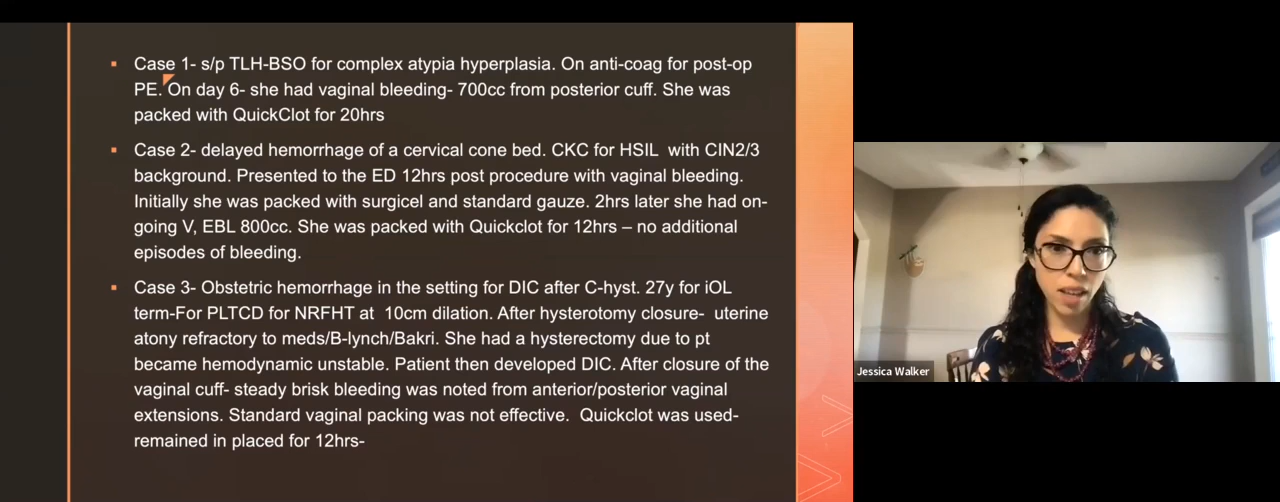 Case 1- s/p TLH-BSO for complex atypia hyperplasia. On anti-coag for post-op
PE. On day 6- she had vaginal bleeding- 700cc from posterior cuff. She was
packed with QuickClot for 20hrs
Case 2- delayed hemorrhage of a cervical cone bed. CKC for HSIL with CIN2/3
background. Presented to the ED 12hrs post procedure with vaginal bleeding.
Initially she was packed with surgicel and standard gauze. 2hrs later she had on-
going V, EBL 800cc. She was packed with Quickclot for 12hrs – no additional
episodes of bleeding.
Case 3- Obstetric hemorrhage in the setting for DIC after C-hyst. 27y for iOL
term-For PLTCD for NRFHT at 10cm dilation. After hysterotomy closure- uterine
atony refractory to meds/B-lynch/Bakri. She had a hysterectomy due to pt
became hemodynamic unstable. Patient then developed DIC. After closure of the
vaginal cuff- steady brisk bleeding was noted from anterior/posterior vaginal
extensions. Standard vaginal packing was not effective. Quickclot was used-
remained in placed for 12hrs-
Jessica Walker